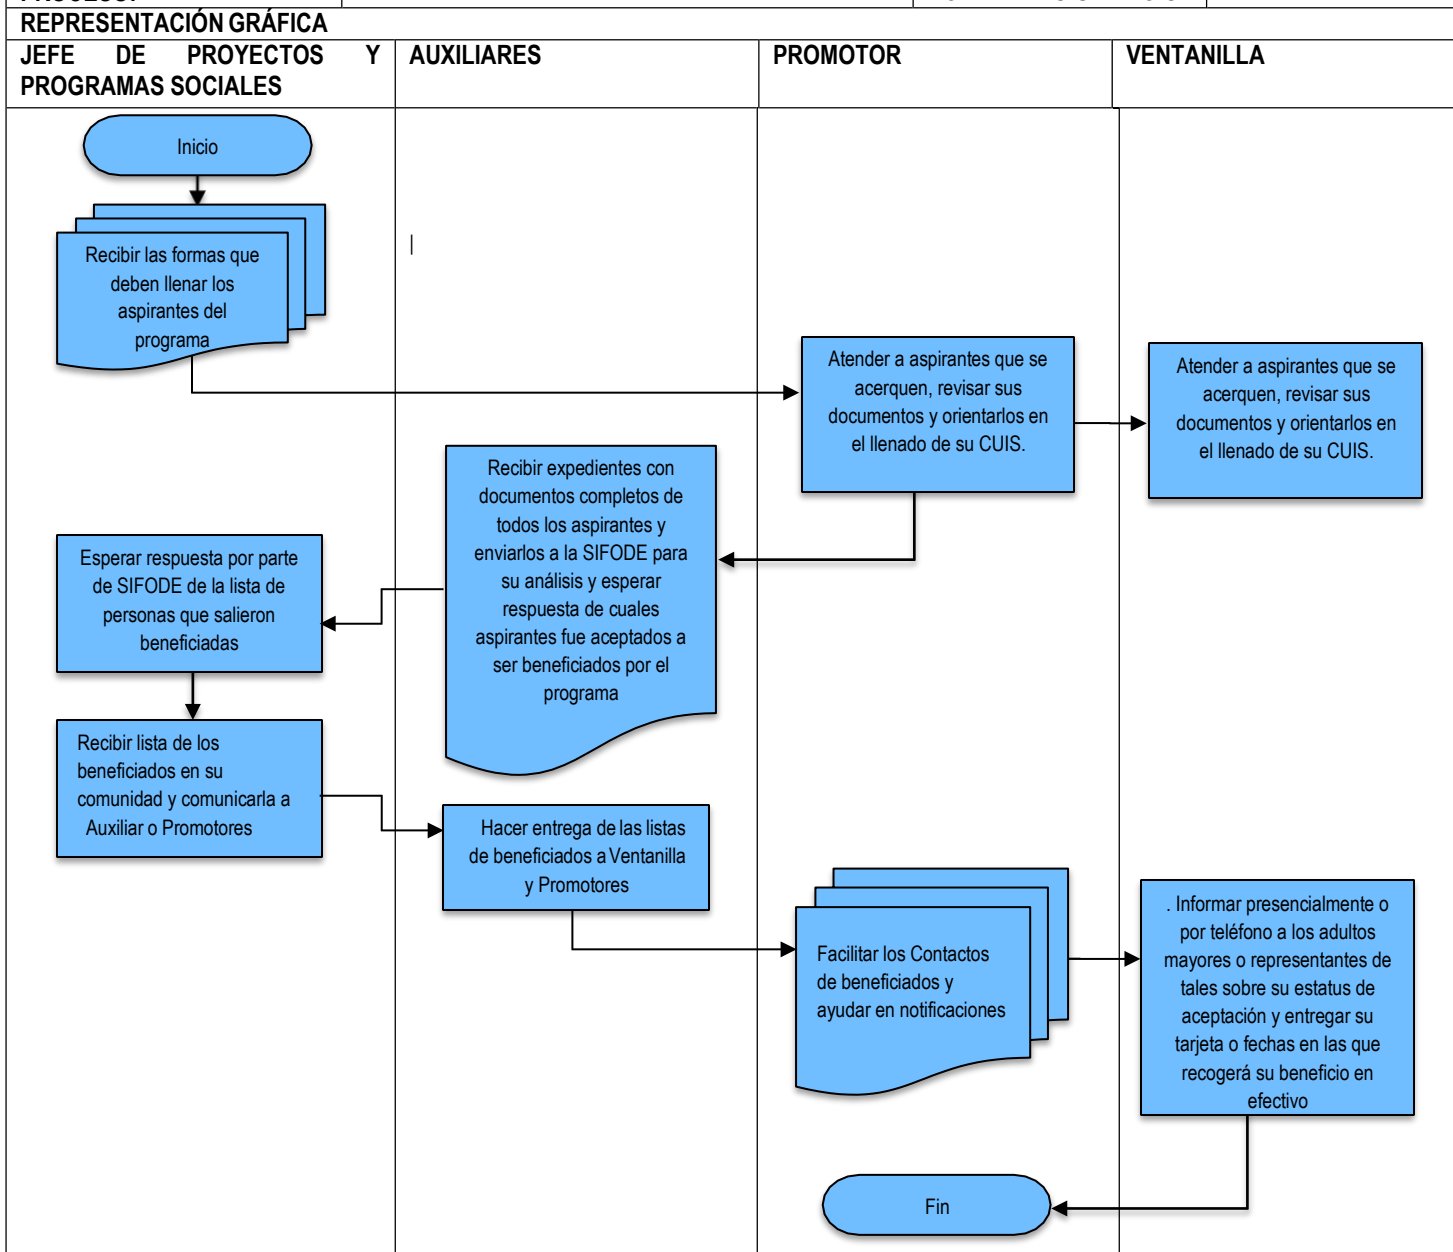 REPRESENTACIÓN GRÁFICA
JEFE DE PROYECTOS Y
PROGRAMAS SOCIALES
AUXILIARES
PROMOTOR
VENTANILLA
Inicio
Recibir las formas que
deben llenar los
aspirantes del
programa
Atender a aspirantes que se
acerquen, revisar sus
documentos y orientarlos en
el llenado de su CUIS.
Atender a aspirantes que se
acerquen, revisar sus
documentos y orientarlos en
el llenado de su CUIS.
Recibir expedientes con
documentos completos de
todos los aspirantes y
enviarlos a la SIFODE para
su análisis y esperar
respuesta de cuales
aspirantes fue aceptados a
ser beneficiados por el
programa
Esperar respuesta por parte
de SIFODE de la lista de
personas que salieron
beneficiadas
Recibir lista de los
beneficiados en su
comunidad y comunicarla a
Auxiliar o Promotores
Hacer entrega de las listas
de beneficiados a Ventanilla
y Promotores
Facilitar los Contactos
de beneficiados y
ayudar en notificaciones
. Informar presencialmente o
por teléfono a los adultos
mayores o representantes de
tales sobre su estatus de
aceptación y entregar su
tarjeta o fechas en las que
recogerá su beneficio en
efectivo
Fin